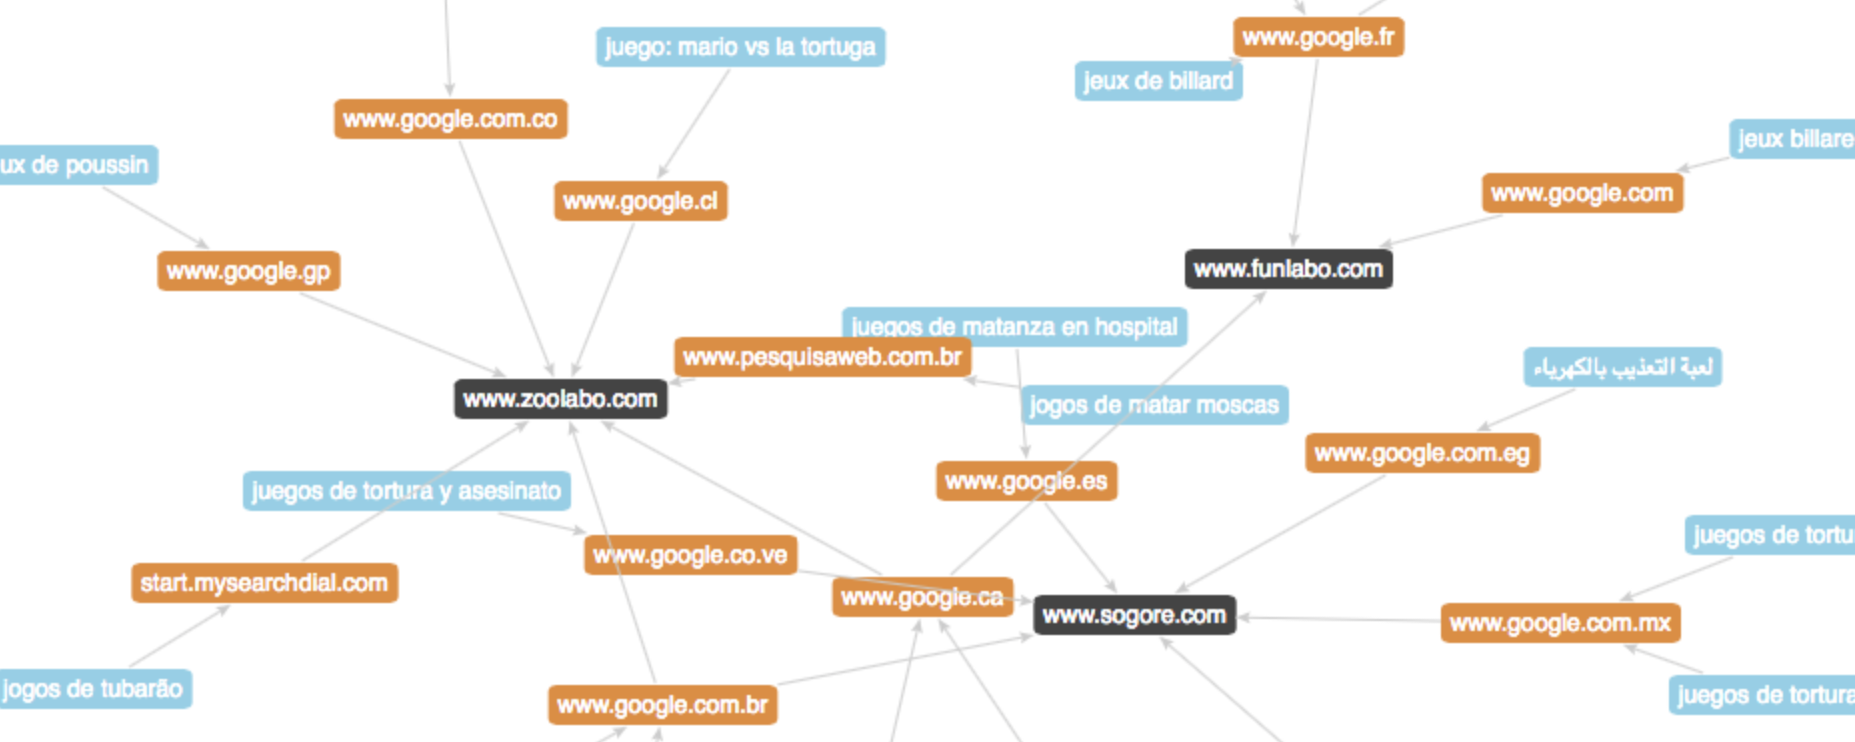 www.google.fr
juego: mario vs la tortuga
jeux de billard
www.google.com.co
jeux billare
ux de poussin
www.google.com
www.google.cl
www.google.gp
www.funlabo.com
juegos de matanza en hospital
www.pesquisaweb.com.br
لعبة التعذيب بالكهرباء
www.zoolabo.com
jogos de matar moscas
www.google.com.eg
www.google.es
juegos de tortura y asesinato
juegos de tortu
www.google.co.ve
start.mysearchdial.com
www.google.ca
www.sogore.com
www.google.com.mx
jogos de tubarão
juegos de tortura
www.google.com.br